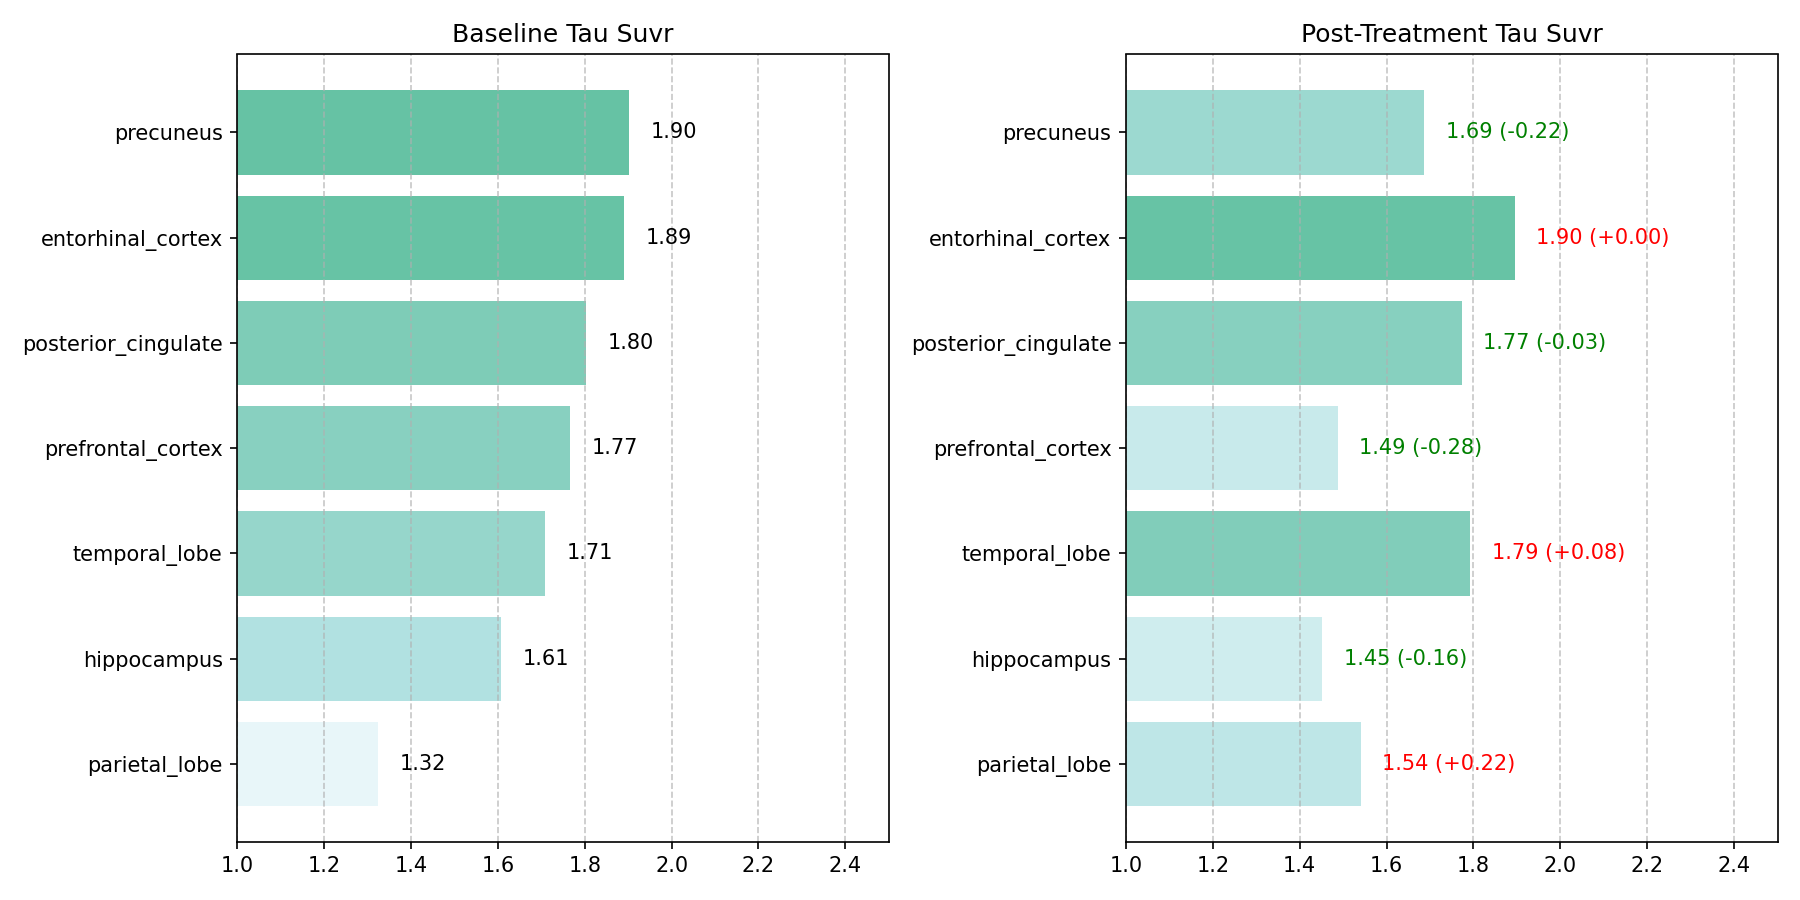 Baseline Tau Suvr
precuneus
1.90
entorhinal_cortex
1.89
posterior_cingulate
1.80
prefrontal_cortex
1.77
temporal_lobe
1.71
hippocampus
1.61
parietal_lobe
1.32
1.0 1.2 1.4 1.6 1.8 2.0 2.2 2.4
Post-Treatment Tau Suvr
precuneus
1.69 (-0.22)
entorhinal_cortex
1.90 (+0.00)
posterior_cingulate
1.77 (-0.03)
prefrontal_cortex
1.49 (-0.28)
temporal_lobe
1.79 (+0.08)
hippocampus
1.45 (-0.16)
parietal_lobe
1.54 (+0.22)
1.0 1.2 1.4 1.6 1.8 2.0 2.2 2.4